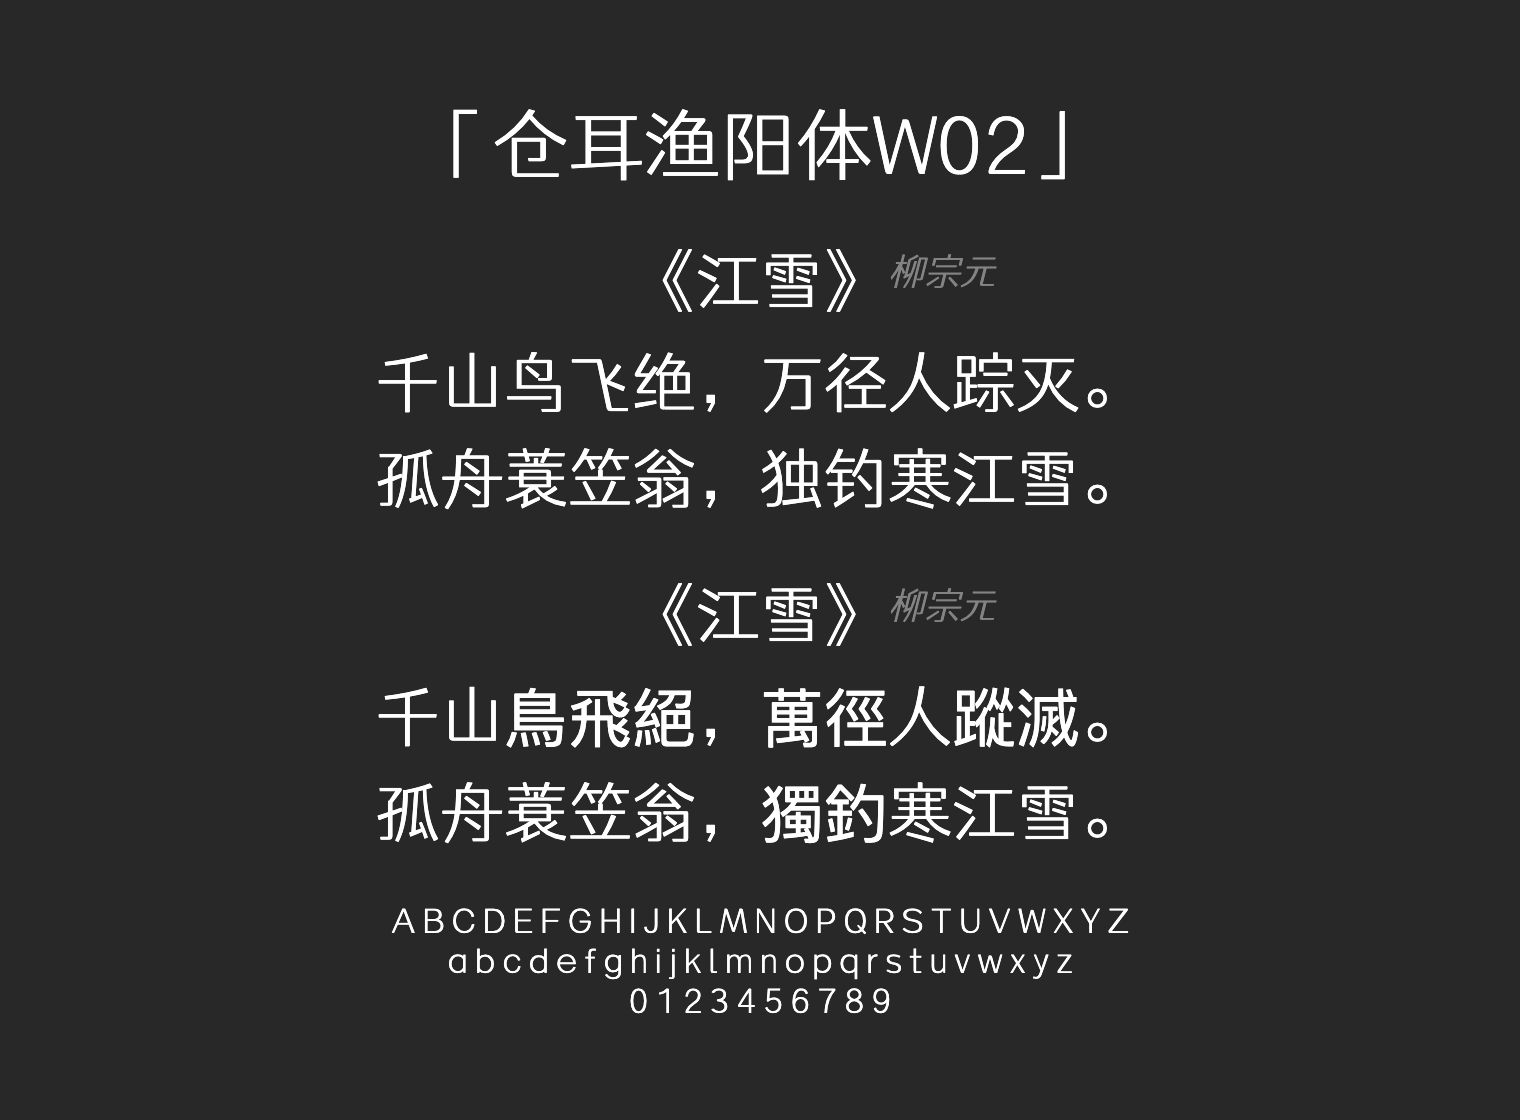 「仓耳渔阳体W02」
《江雪》 柳宗元
千山鸟飞绝，万径人踪灭。
孤舟蓑笠翁，独钓寒江雪。
《江雪》 柳宗元
千山鳥飛絕，萬徑人蹤滅。
孤舟蓑笠翁，獨釣寒江雪。
ABCDEFGHIJKLMNOPQRSTUVWXYZ
abcdefghijklmnopqrstuvwxyz
0123456789